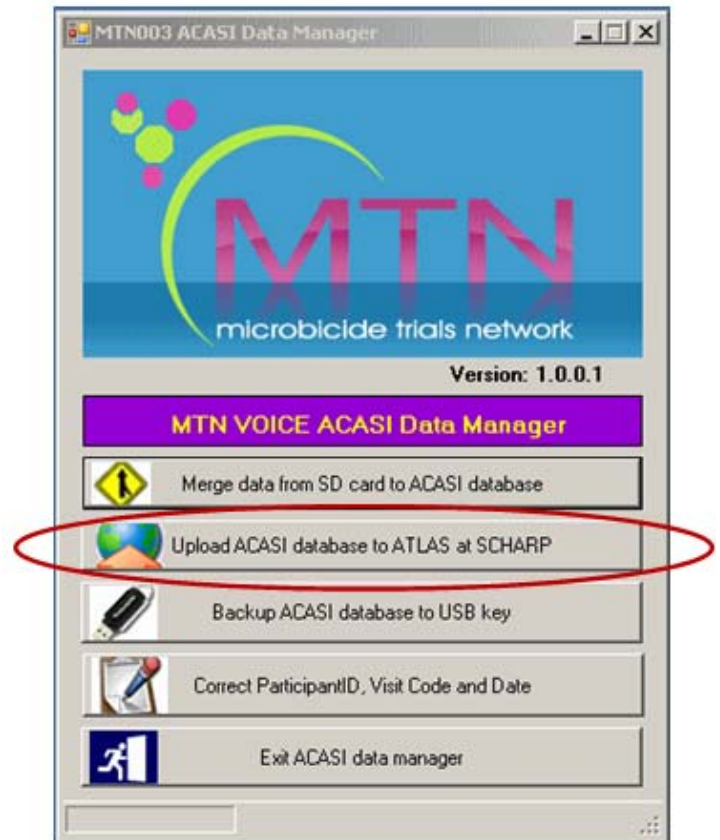 MTN003 ACASI Data Manager
MTN
microbicide trials network
Version: 1.0.0.1
MTN VOICE ACASI Data Manager
Merge data from SD card to ACASI database
Upload ACASI database to ATLAS at SCHARP
Backup ACASI database to USB key
Correct ParticipantID, Visit Code and Date
Exit ACASI data manager